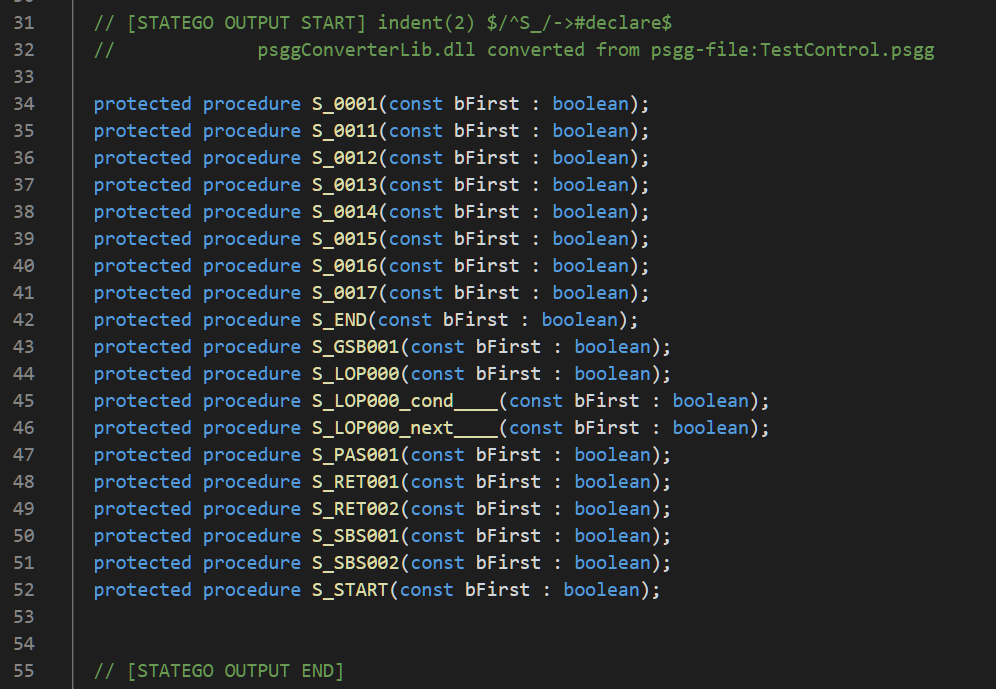 31 // [STATEGO OUTPUT START] indent(2) $/^S_/->#declare$
32 // psggConverterLib.dll converted from psgg-file:TestControl.psgg
33
34 protected procedure S_0001(const bFirst : boolean);
35 protected procedure S_0011(const bFirst : boolean);
36 protected procedure S_0012(const bFirst : boolean);
37 protected procedure S_0013(const bFirst : boolean);
38 protected procedure S_0014(const bFirst : boolean);
39 protected procedure S_0015(const bFirst : boolean);
40 protected procedure S_0016(const bFirst : boolean);
41 protected procedure S_0017(const bFirst : boolean);
42 protected procedure S_END(const bFirst : boolean);
43 protected procedure S_GSB001(const bFirst : boolean);
44 protected procedure S_LOP000(const bFirst : boolean);
45 protected procedure S_LOP000_cond____(const bFirst : boolean);
46 protected procedure S_LOP000_next____(const bFirst : boolean);
47 protected procedure S_PAS001(const bFirst : boolean);
48 protected procedure S_RET001(const bFirst : boolean);
49 protected procedure S_RET002(const bFirst : boolean);
50 protected procedure S_SBS001(const bFirst : boolean);
51 protected procedure S_SBS002(const bFirst : boolean);
52 protected procedure S_START(const bFirst : boolean);
53
54
55 // [STATEGO OUTPUT END]